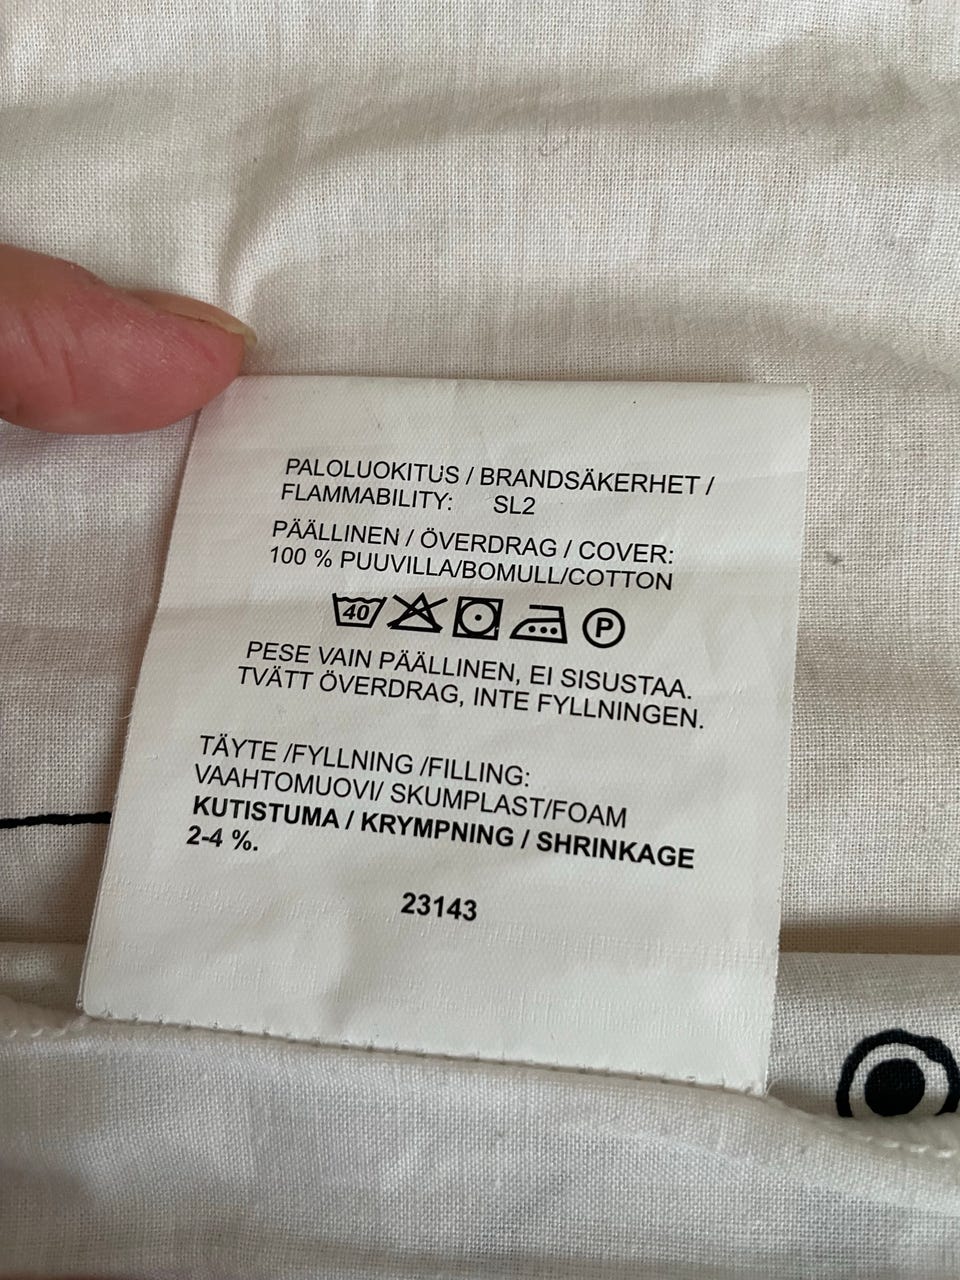 PALOLUOKITUS / BRANDSÄKERHET /
FLAMMABILITY: SL2
PÄÄLLINEN / ÖVERDRAG / COVER:
100 % PUUVILLA/BOMULL/COTTON
40 P
PESE VAIN PÄÄLLINEN, EI SISUSTAA.
TVÄTT ÖVERDRAG, INTE FYLLNINGEN.
TÄYTE /FYLLNING /FILLING:
VAAHTOMUOVI/ SKUMPLAST/FOAM
KUTISTUMA / KRYMPNING / SHRINKAGE
2-4 %.
23143